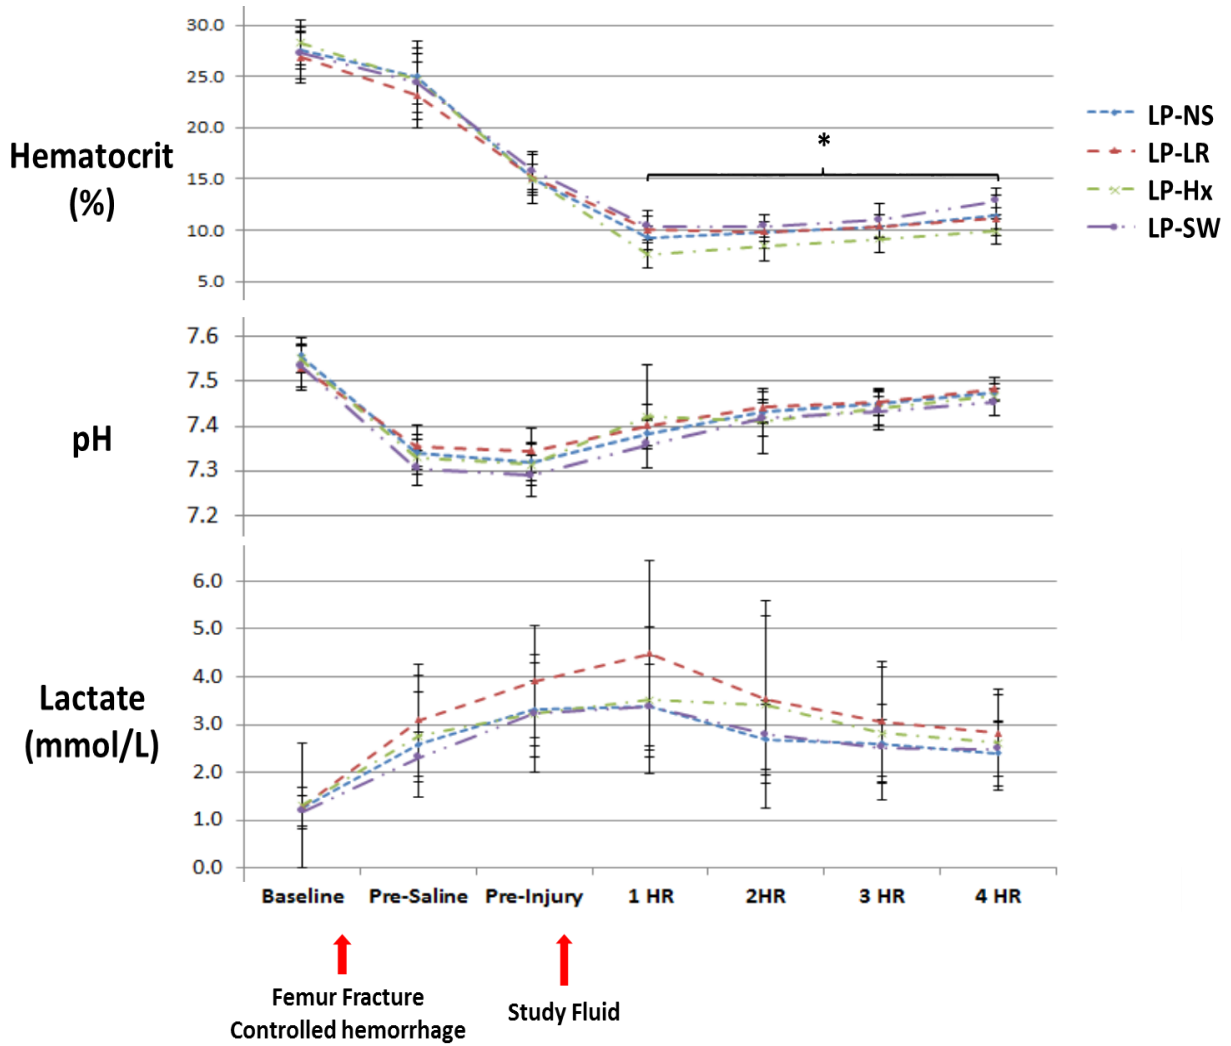 30.0
25.0
20.0
15.0
10.0
5.0
Hematocrit
(%)
*
LP-NS
LP-LR
LP-Hx
LP-SW
7.6
7.5
7.4
7.3
7.2
pH
6.0
5.0
4.0
3.0
2.0
1.0
0.0
Lactate
(mmol/L)
Baseline Pre-Saline Pre-Injury 1 HR 2HR 3 HR 4 HR
Femur Fracture
Controlled hemorrhage
Study Fluid